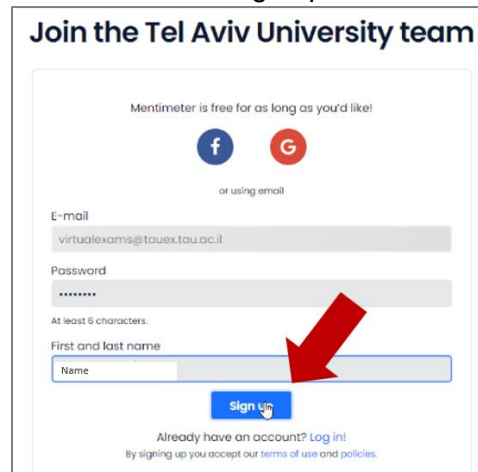 Join the Tel Aviv University team
Mentimeter is free for as long as you'd like!
f G
or using email
E-mail
virtualexams@tauex.tau.ac.il
Password
••••••••
At least 6 characters.
First and last name
Name
Sign up
Already have an account? Log in!
By signing up you accept our terms of use and policies.